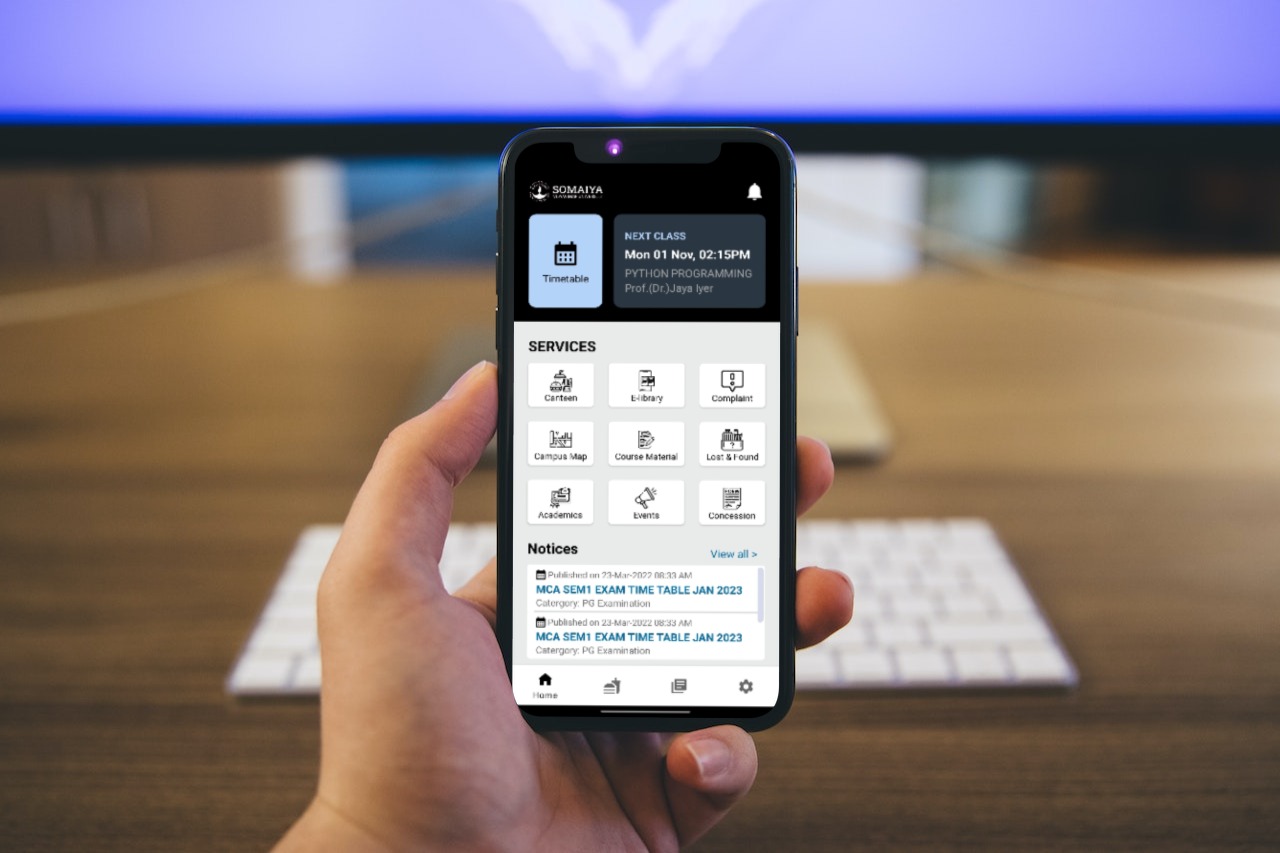 SOMAIYA
Timetable
NEXT CLASS
Mon 01 Nov, 02:15PM
PYTHON PROGRAMMING
Prof.(Dr.)Jaya Iyer
SERVICES
Canteen
E-library
Complaint
Campus Map
Course Material
Lost & Found
Academics
Events
Concession
Notices
View all >
Published on 23-Mar-2022 08:33 AM
MCA SEM1 EXAM TIME TABLE JAN 2023
Catergory: PG Examination
Published on 23-Mar-2022 08:33 AM
MCA SEM1 EXAM TIME TABLE JAN 2023
Catergory: PG Examination
Home